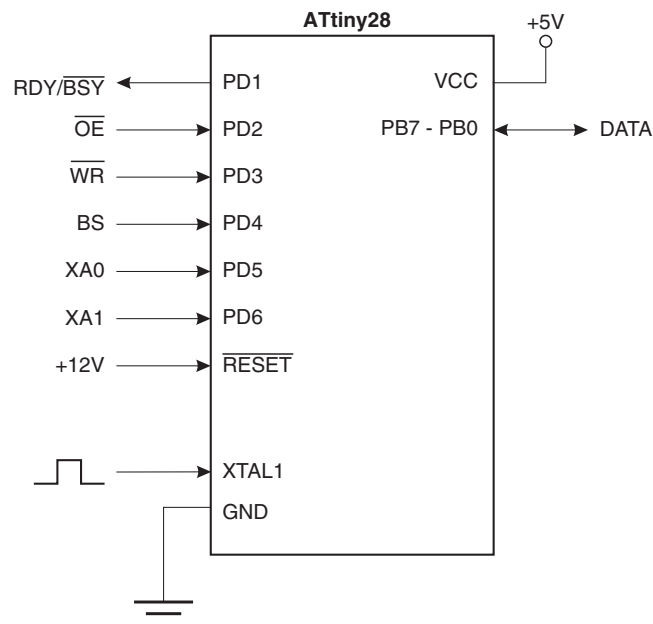 ATtiny28
+5V
RDY/BSY PD1 VCC
OE PD2 PB7 - PB0 DATA
WR PD3
BS PD4
XA0 PD5
XA1 PD6
+12V RESET
XTAL1
GND